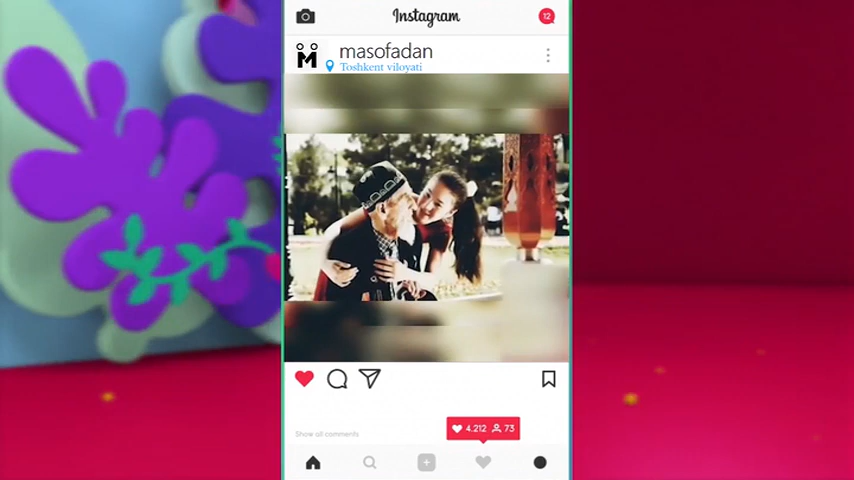 Instagram
12
M
masofadan
Toshkent viloyati
Show all comments
4.212 73